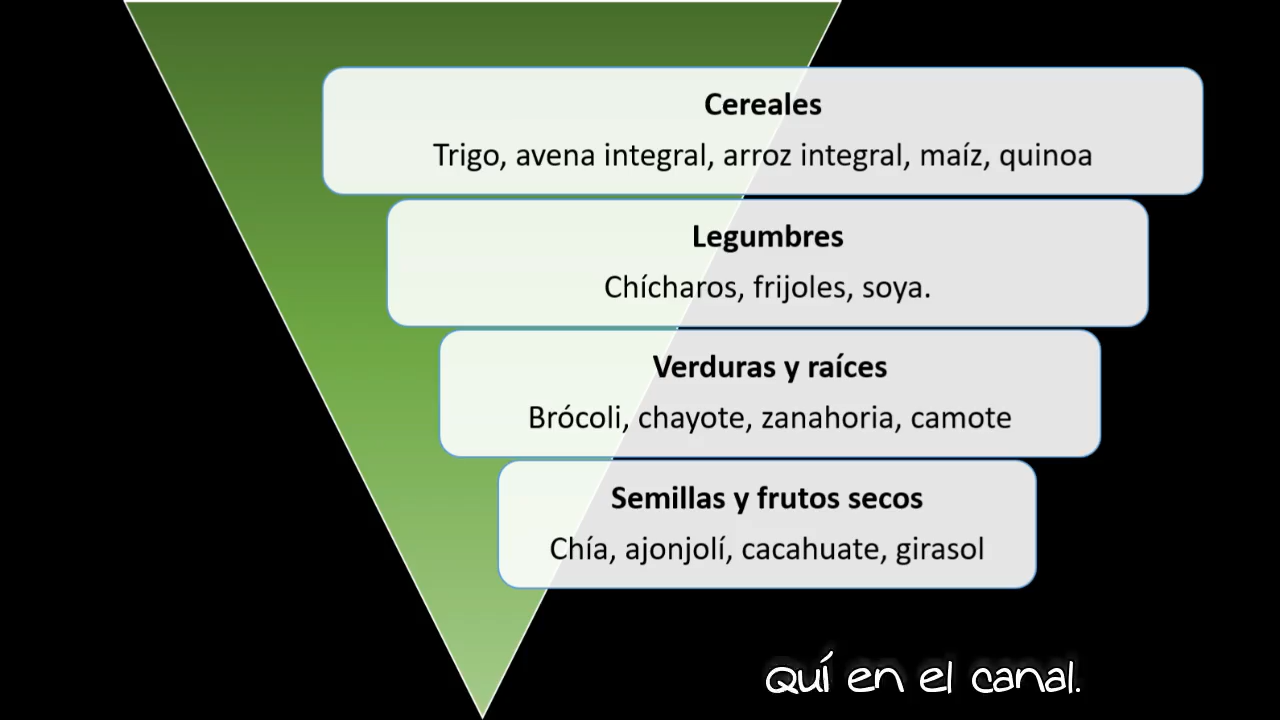 Cereales
Trigo, avena integral, arroz integral, maíz, quinoa
Legumbres
Chícharos, frijoles, soya.
Verduras y raíces
Brócoli, chayote, zanahoria, camote
Semillas y frutos secos
Chía, ajonjolí, cacahuate, girasol
Quí en el canal.